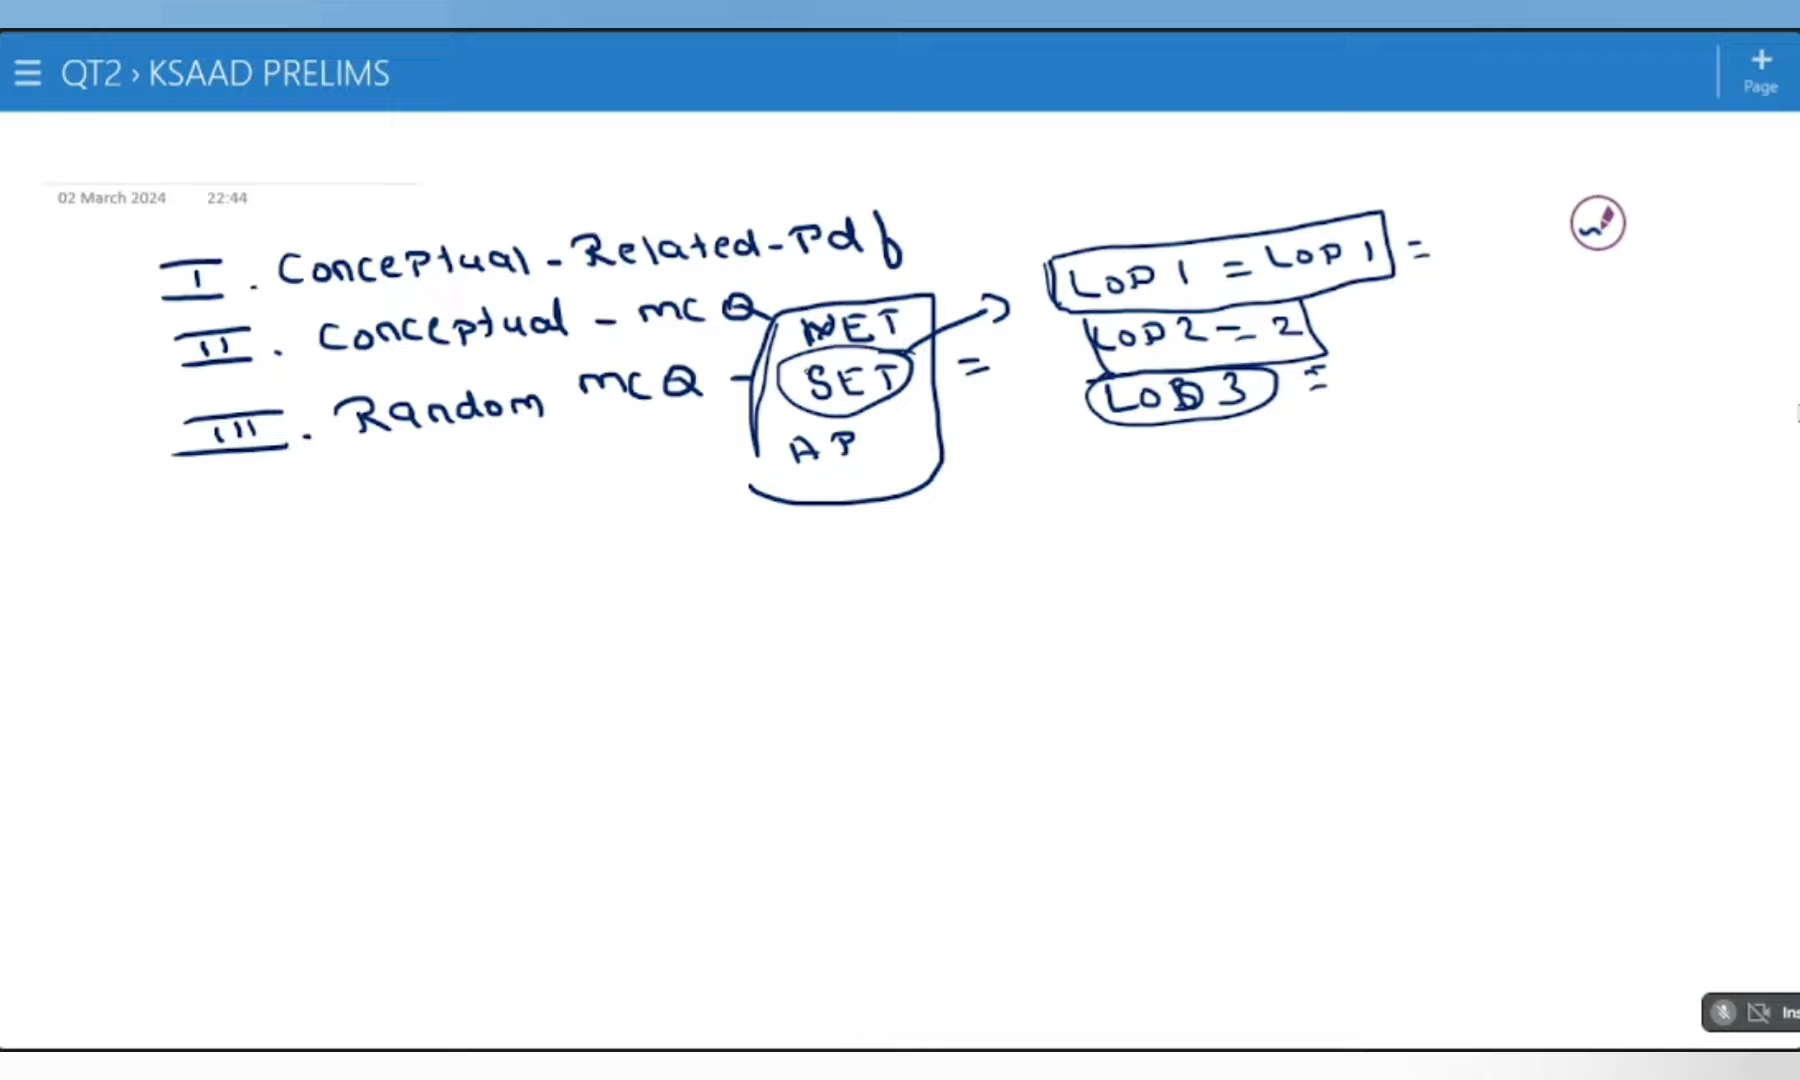 QT2 › KSAAD PRELIMS
+
Page
02 March 2024 22:44
I. Conceptual - Related - Pdf
II. Conceptual - mcQ
III. Random mcQ -
NET
SET =
AP
LOD 1 = LOD 1 =
LOD 2 - = 2
LOD 3 =
Ins